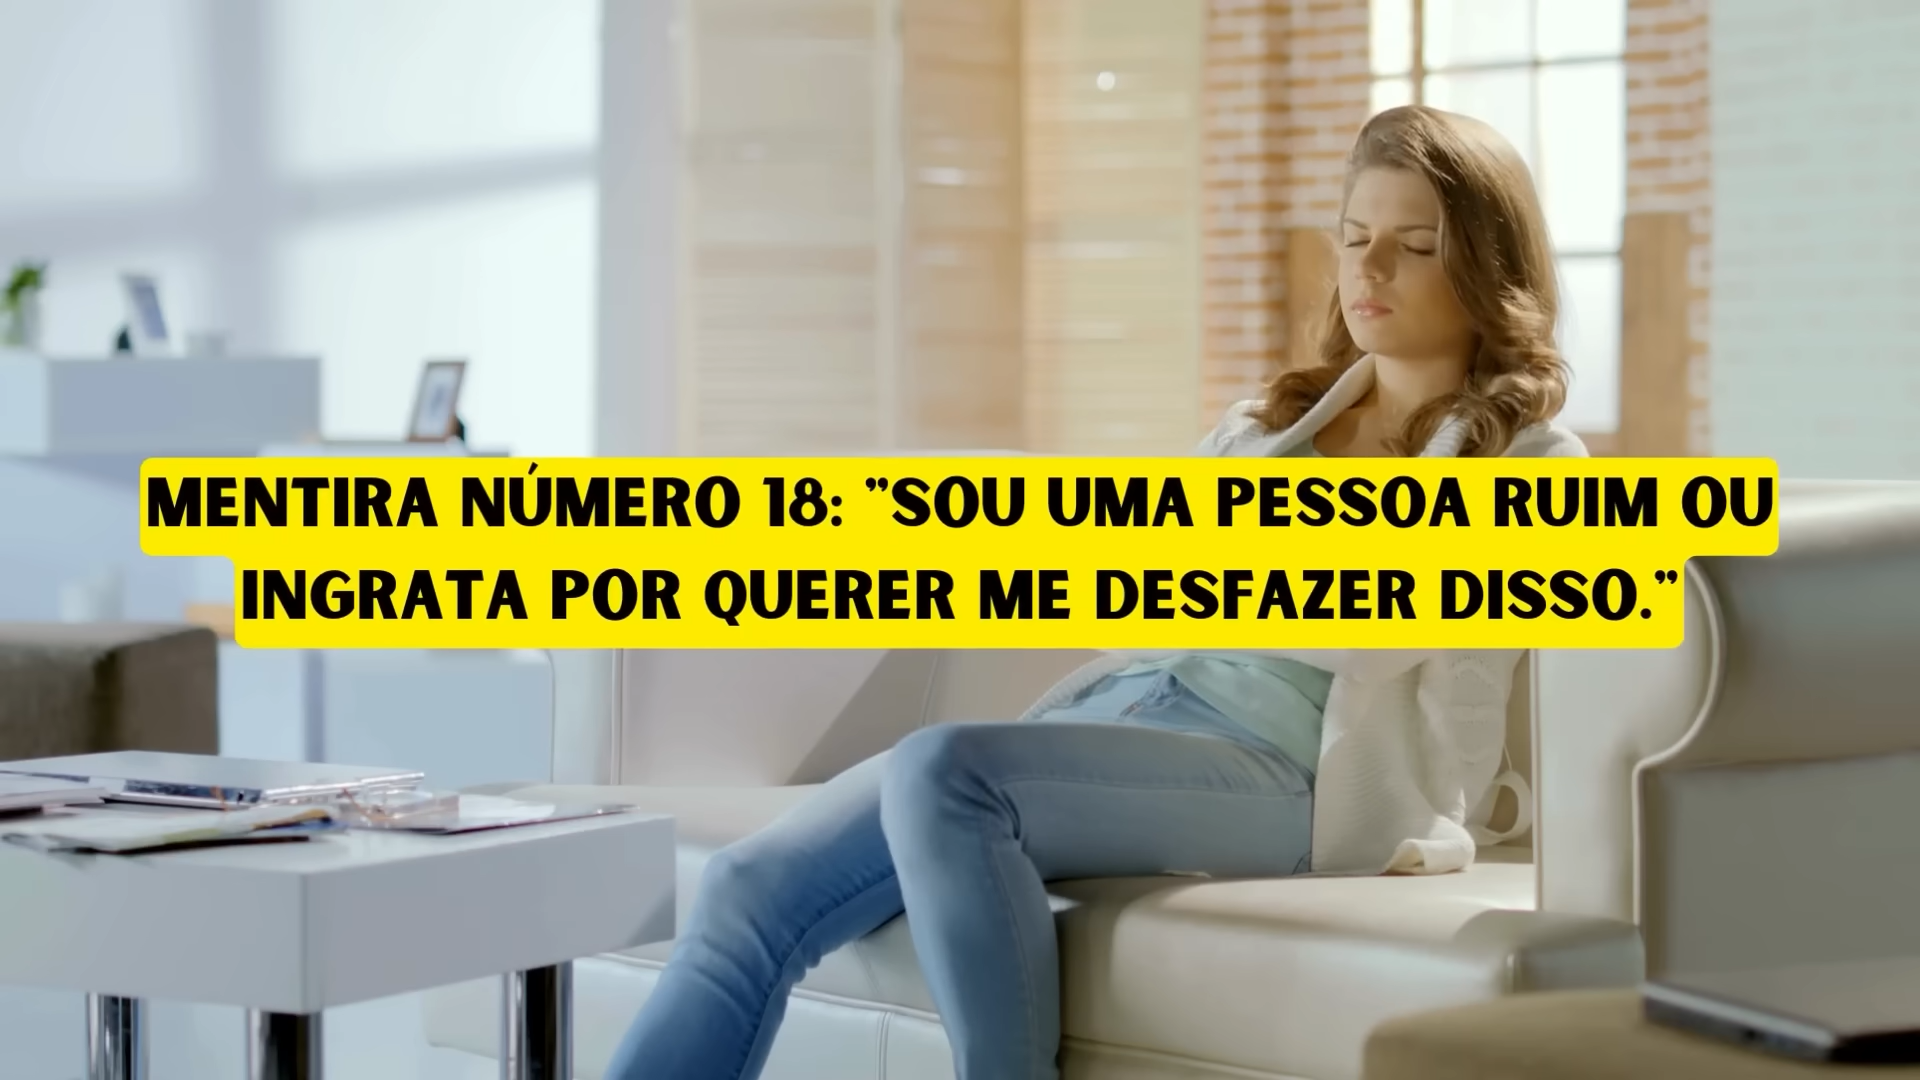 MENTIRA NÚMERO 18: "SOU UMA PESSOA RUIM OU
INGRATA POR QUERER ME DESFAZER DISSO."